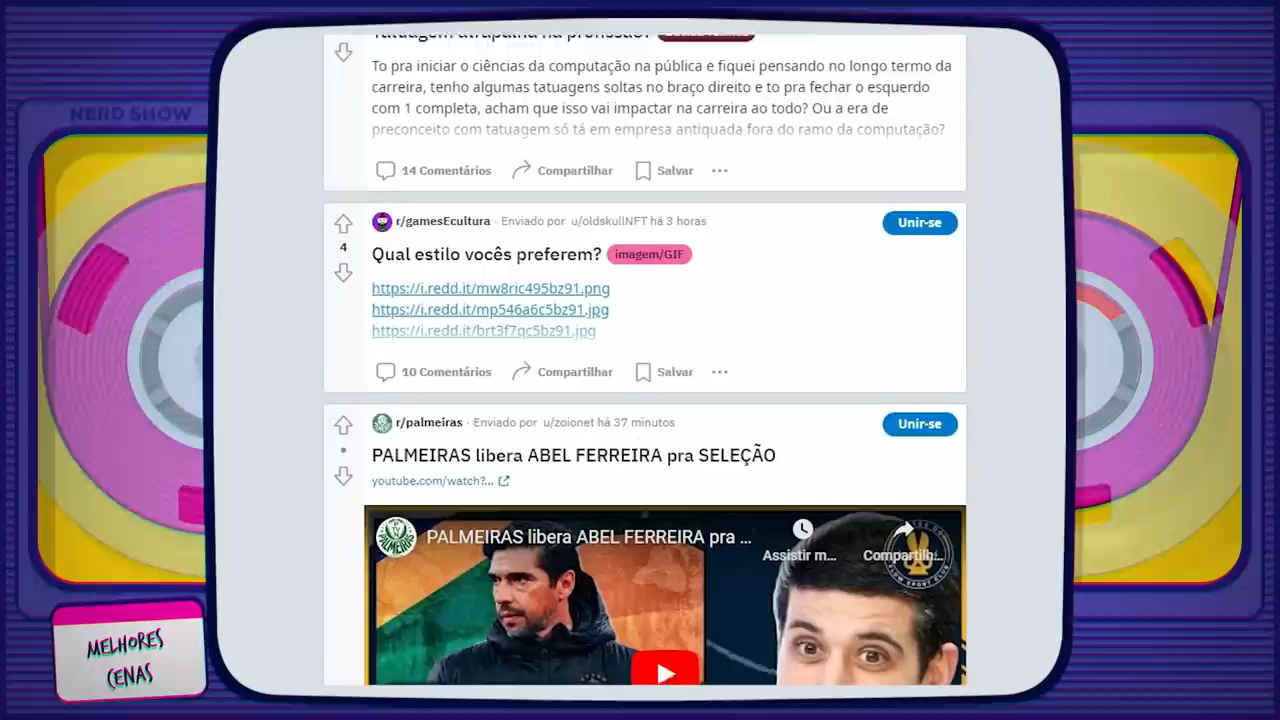 NERD SHOW
Tatuagem atrapalha na profissão?
To pra iniciar o ciências da computação na pública e fiquei pensando no longo termo da
carreira, tenho algumas tatuagens soltas no braço direito e to pra fechar o esquerdo
com 1 completa, acham que isso vai impactar na carreira ao todo? Ou a era de
preconceito com tatuagem só tá em empresa antiquada fora do ramo da computação?
14 Comentários Compartilhar Salvar ...
r/gamesEcultura · Enviado por u/oldskullNFT há 3 horas Unir-se
4
Qual estilo vocês preferem? imagem/GIF
https://i.redd.it/mw8ric495bz91.png
https://i.redd.it/mp546a6c5bz91.jpg
https://i.redd.it/brt3f7qc5bz91.jpg
10 Comentários Compartilhar Salvar ...
r/palmeiras · Enviado por u/zoionet há 37 minutos Unir-se
•
PALMEIRAS libera ABEL FERREIRA pra SELEÇÃO
youtube.com/watch?...
PALMEIRAS libera ABEL FERREIRA pra ...
Assistir m... Compartilh...
MELHORES
CENAS